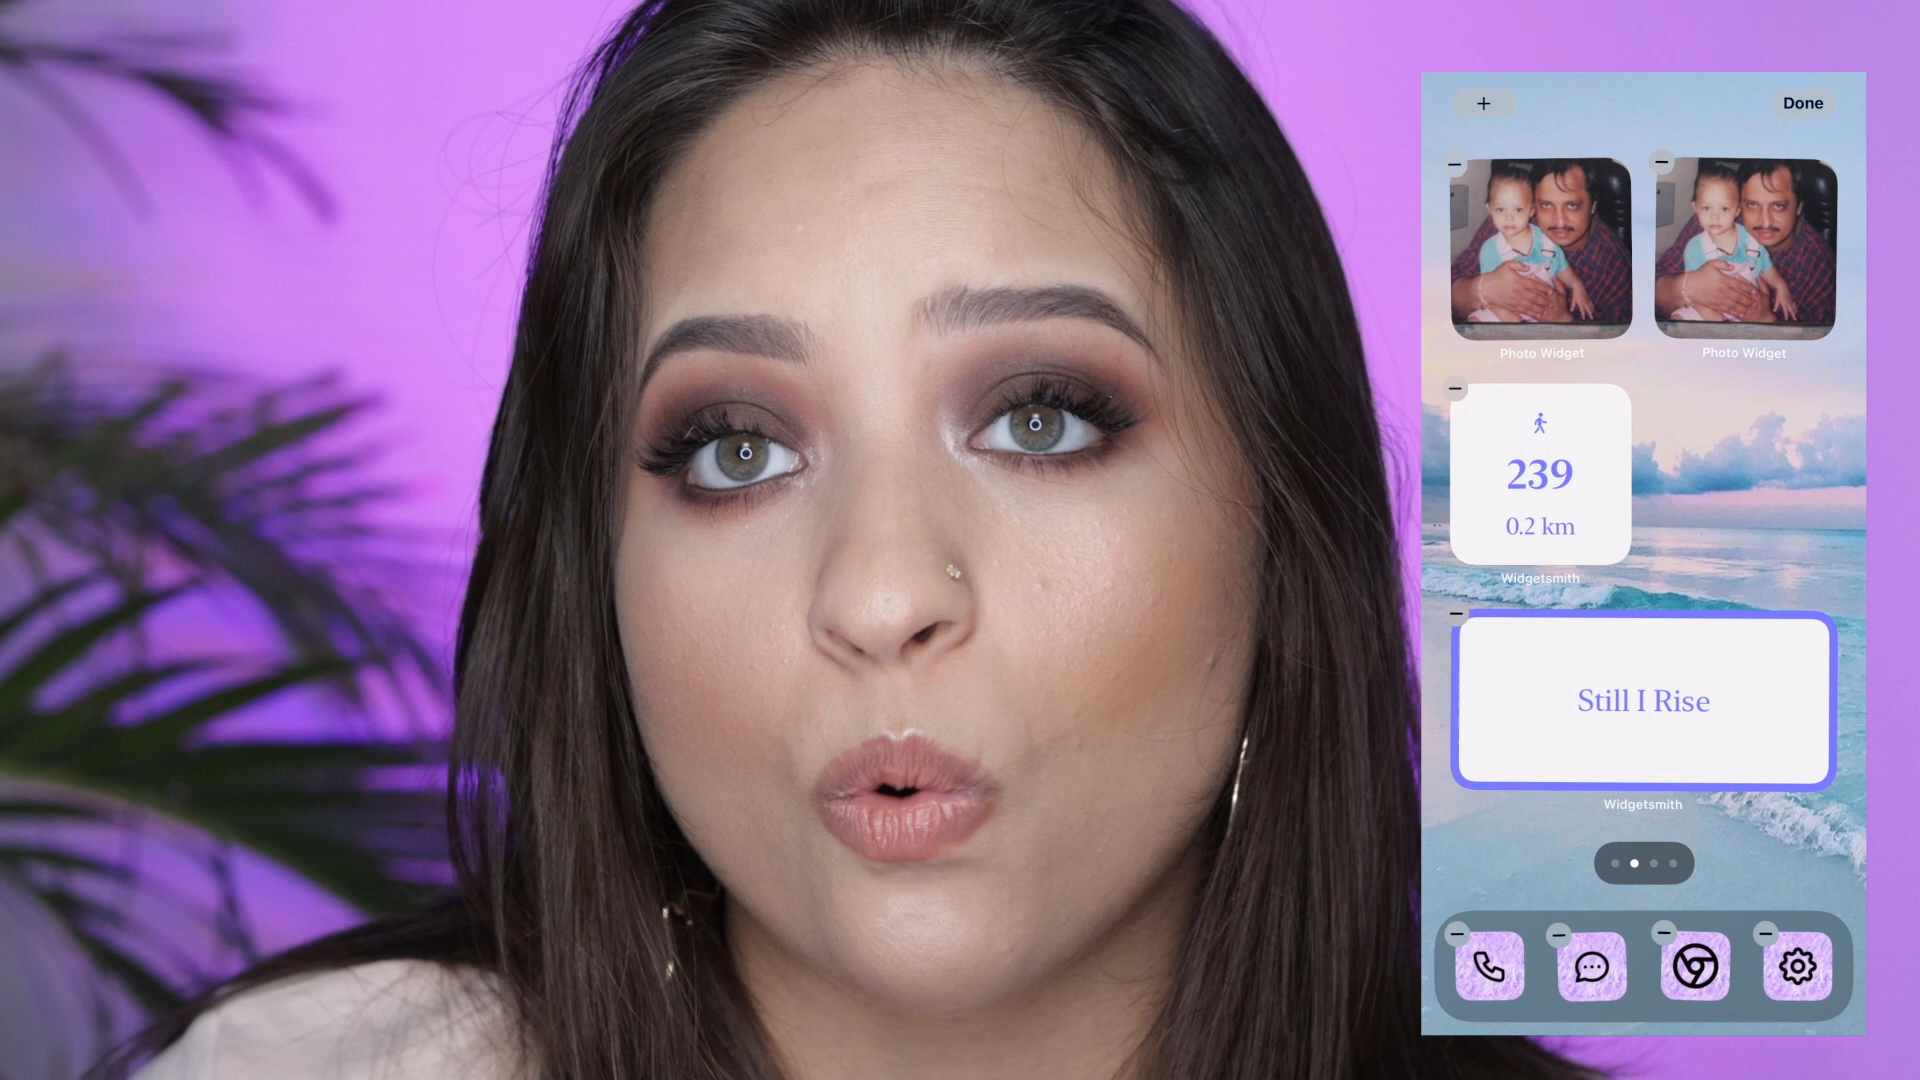 + Done
Photo Widget Photo Widget
239
0.2 km
Widgetsmith
Still I Rise
Widgetsmith